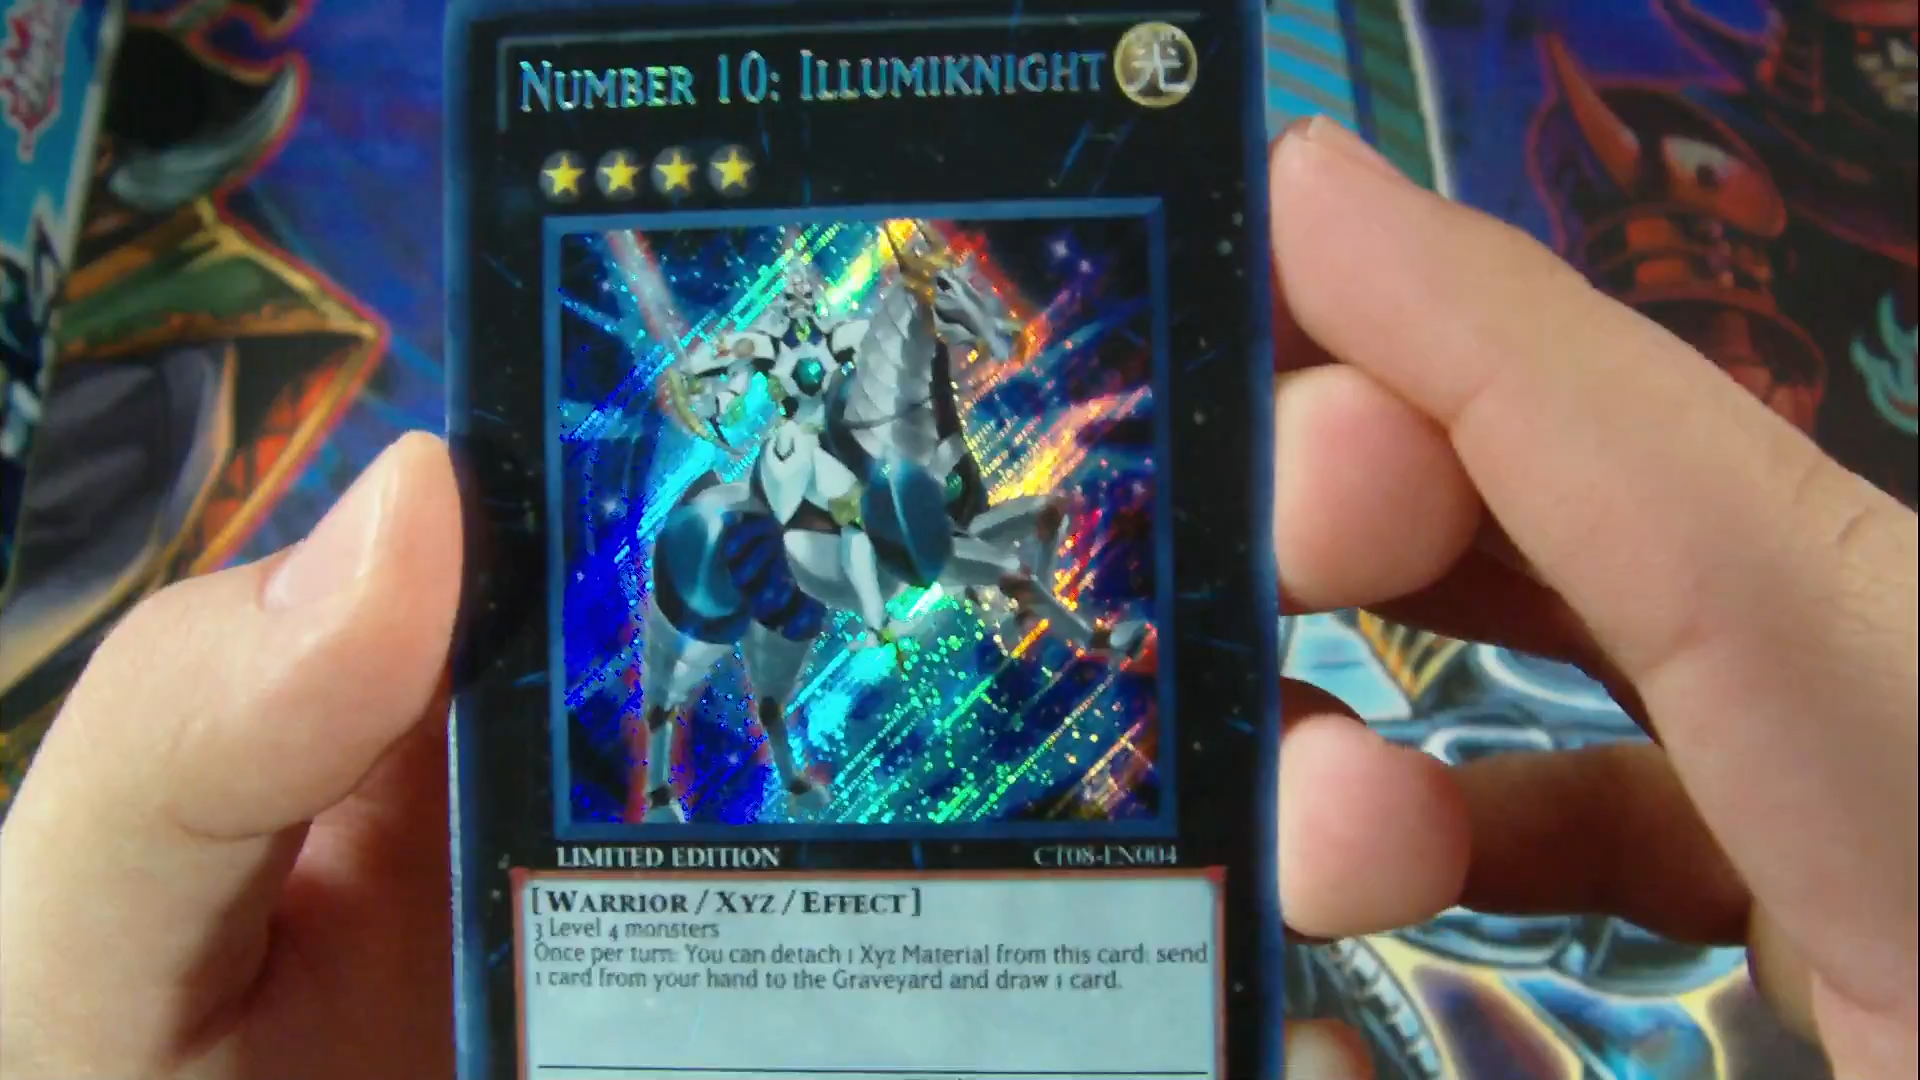 NUMBER 10: ILLUMIKNIGHT 光
LIMITED EDITION CT08-EN004
[WARRIOR/XYZ/EFFECT]
3 Level 4 monsters
Once per turn: You can detach 1 Xyz Material from this card; send
1 card from your hand to the Graveyard and draw 1 card.